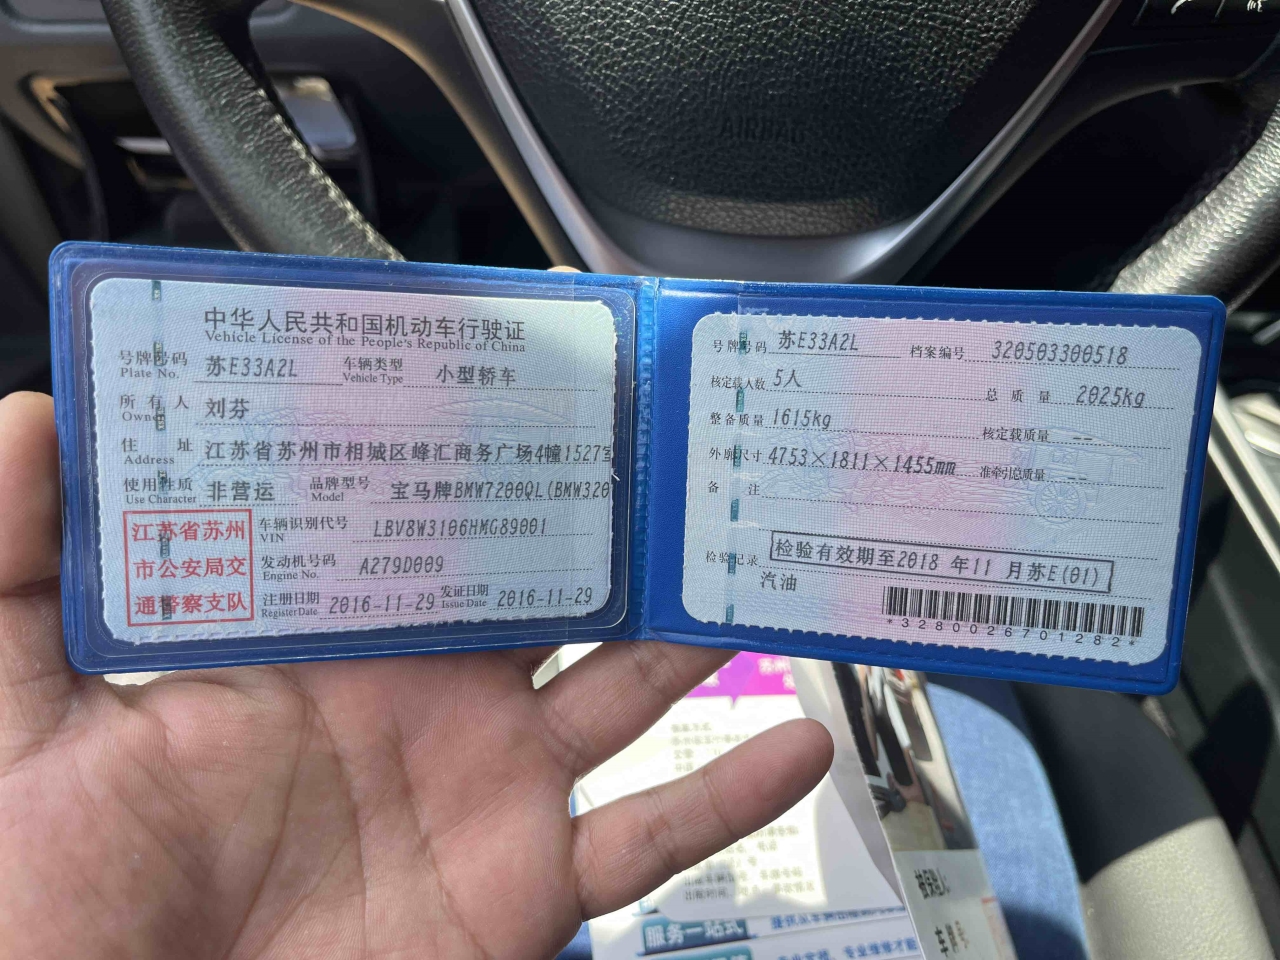 AIRBAG
中华人民共和国机动车行驶证
Vehicle License of the People's Republic of China
号牌号码 苏E33A2L 车辆类型 小型轿车
Plate No. Vehicle Type
所有人 刘芬
Owner
住址 江苏省苏州市相城区峰汇商务广场4幢1527室
Address
使用性质 非营运 品牌型号 宝马牌BMW7200QL(BMW320
Use Character Model
江苏省苏州
市公安局交
通警察支队
车辆识别代号 LBV8W3106HMG89001
VIN
发动机号码 A279D009
Engine No.
注册日期 2016-11-29 发证日期 2016-11-29
Register Date Issue Date
号牌号码 苏E33A2L 档案编号 320503300518
核定载人数 5人 总质量 2025kg
整备质量 1615kg 核定载质量 --
外廓尺寸 4753×1811×1455mm 准牵引总质量 --
备注
检验记录 检验有效期至2018 年11 月苏E(01)
汽油
*3280026701282*
服务一站式
被保险人: